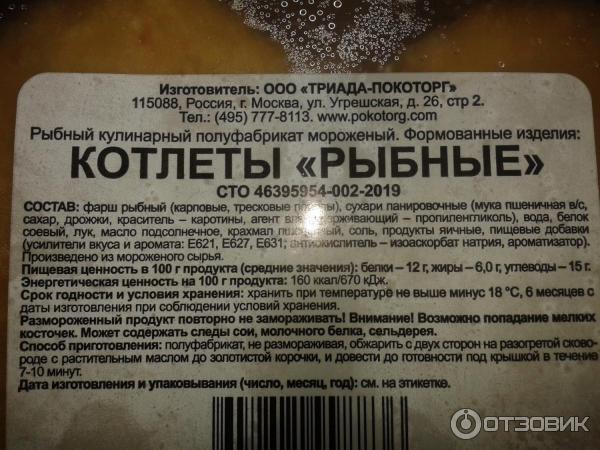 Изготовитель: ООО «ТРИАДА-ПОКОТОРГ»
115088, Россия, г. Москва, ул. Угрешская, д. 26, стр 2.
Тел.: (495) 777-8113. www.pokotorg.com
Рыбный кулинарный полуфабрикат мороженый. Формованные изделия:
КОТЛЕТЫ «РЫБНЫЕ»
СТО 46395954-002-2019
СОСТАВ: фарш рыбный (карповые, тресковые породы), сухари панировочные (мука пшеничная в/с,
сахар, дрожжи, краситель – каротины, агент влагоудерживающий – пропиленгликоль), вода, белок
соевый, лук, масло подсолнечное, крахмал пшеничный, соль, продукты яичные, пищевые добавки
(усилители вкуса и аромата: Е621, Е627, Е631; антиокислитель – изоаскорбат натрия, ароматизатор).
Произведено из мороженого сырья.
Пищевая ценность в 100 г продукта (средние значения): белки – 12 г, жиры – 6,0 г, углеводы – 15 г.
Энергетическая ценность на 100 г продукта: 160 ккал/670 кДж.
Срок годности и условия хранения: хранить при температуре не выше минус 18 °С, 6 месяцев с
даты изготовления при соблюдении условий хранения.
Размороженный продукт повторно не замораживать! Внимание! Возможно попадание мелких
косточек. Может содержать следы сои, молочного белка, сельдерея.
Способ приготовления: полуфабрикат, не размораживая, обжарить с двух сторон на разогретой сково-
роде с растительным маслом до золотистой корочки, и довести до готовности под крышкой в течение
7-10 минут.
Дата изготовления и упаковывания (число, месяц, год): см. на этикетке.
ОТЗОВИК